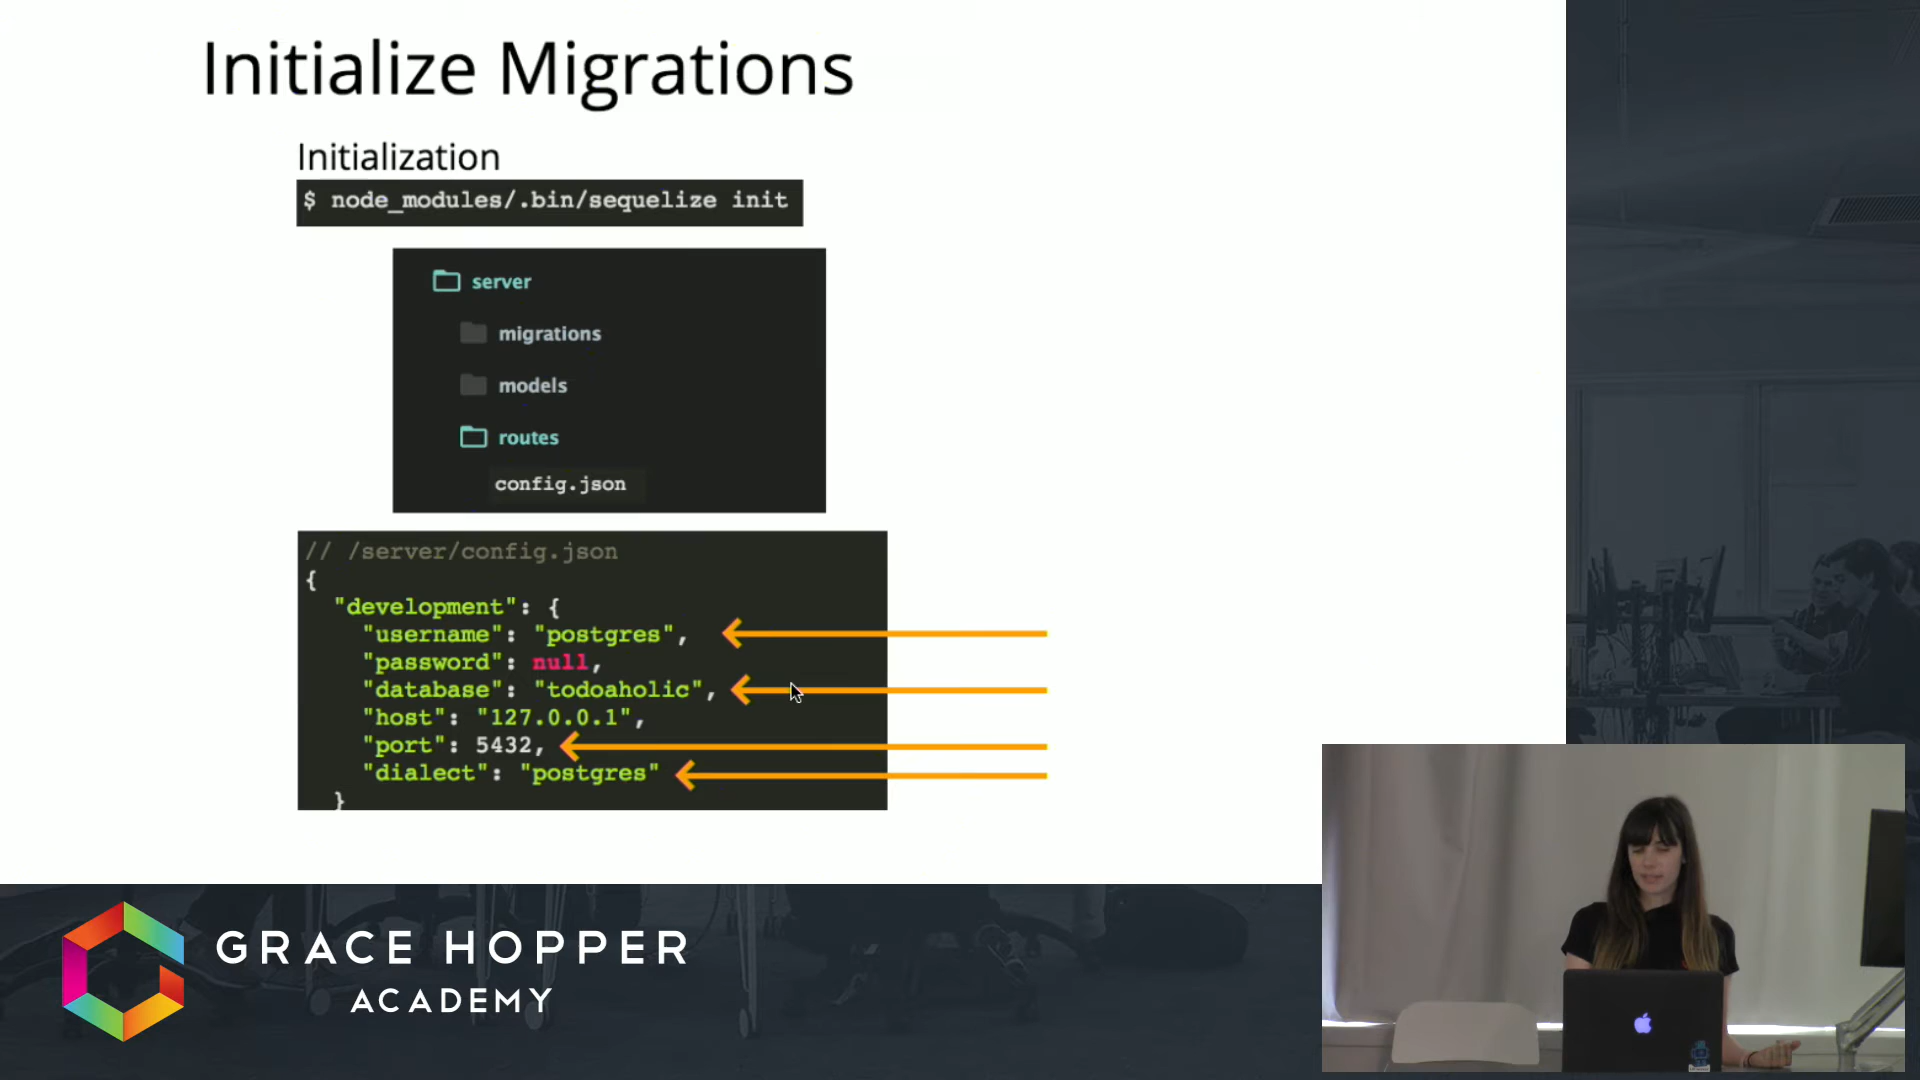 Initialize Migrations
Initialization
$ node_modules/.bin/sequelize init
server
migrations
models
routes
config.json
// /server/config.json
{
"development": {
"username": "postgres",
"password": null,
"database": "todoaholic",
"host": "127.0.0.1",
"port": 5432,
"dialect": "postgres"
}
GRACE HOPPER
ACADEMY